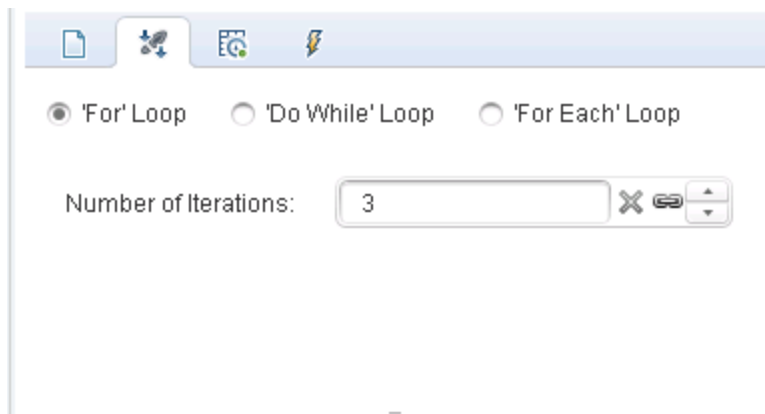 'For' Loop 'Do While' Loop 'For Each' Loop
Number of Iterations: 3